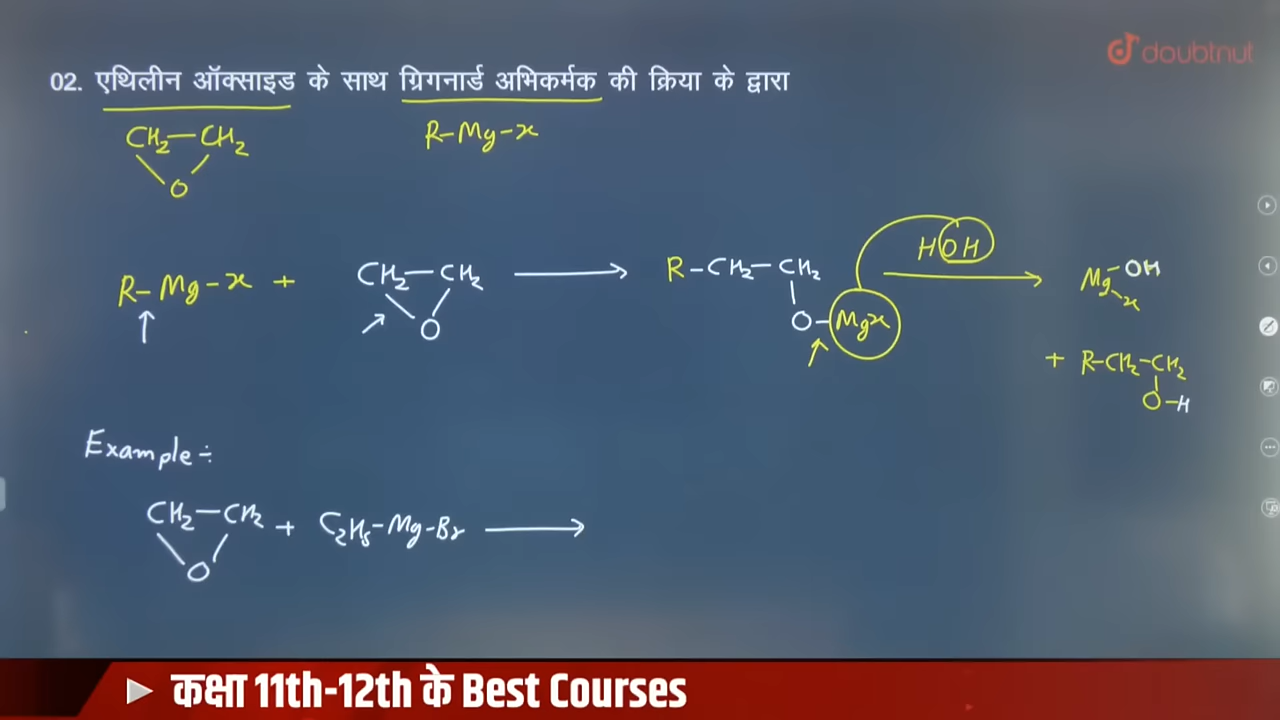 doubtnut
02. एथिलीन ऑक्साइड के साथ ग्रिगनार्ड अभिकर्मक की क्रिया के द्वारा
CH₂—CH₂ R-Mg-x
O
R-Mg-x + CH₂—CH₂ → R-CH₂-CH₂ HOH → Mg-OH
O O-Mgx x
+ R-CH₂-CH₂
O-H
Example÷
CH₂—CH₂ + C₂H₅-Mg-Br →
O
कक्षा 11th-12th के Best Courses